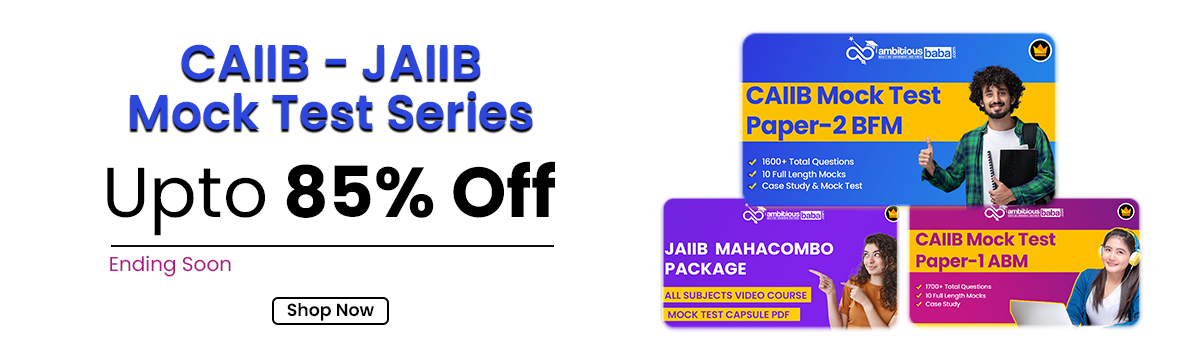 CAIIB - JAIIB
Mock Test Series
Upto 85% Off
Ending Soon
Shop Now
ambitious baba.com
CAIIB Mock Test
Paper-2 BFM
1600+ Total Questions
10 Full Length Mocks
Case Study & Mock Test
ambitious baba
JAIIB MAHACOMBO
PACKAGE
ALL SUBJECTS VIDEO COURSE
MOCK TEST CAPSULE PDF
ambitious baba
CAIIB Mock Test
Paper-1 ABM
1700+ Total Questions
10 Full Length Mocks
Case Study